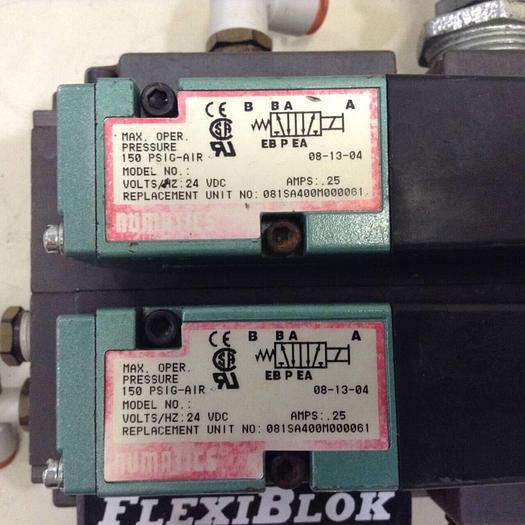 B BA A
MAX. OPER.
PRESSURE
EB P EA
150 PSIG-AIR
08-13-04
MODEL NO.:
VOLTS/HZ: 24 VDC AMPS: .25
REPLACEMENT UNIT NO: 081SA400M000061
NUMATICS
B BA A
MAX. OPER.
PRESSURE
EB P EA
150 PSIG-AIR
08-13-04
MODEL NO.:
VOLTS/HZ: 24 VDC AMPS: .25
REPLACEMENT UNIT NO: 081SA400M000061
NUMATICS
FLEXIBLOK